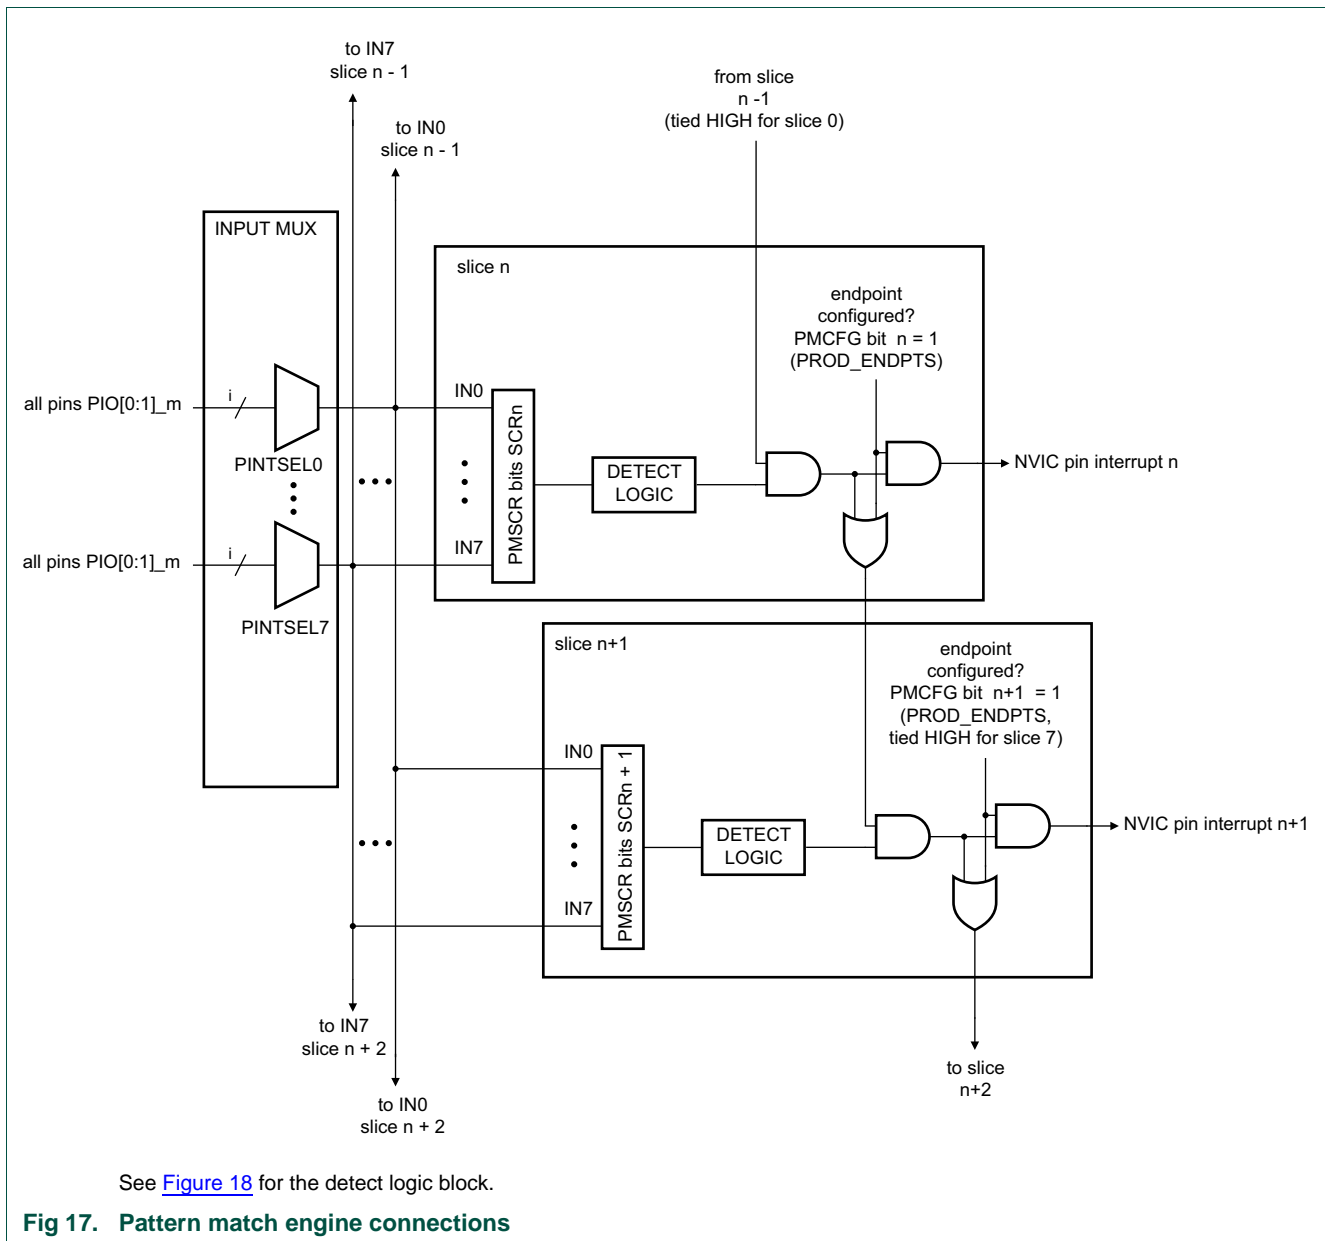 to IN7
slice n - 1
to IN0
slice n - 1
from slice
n -1
(tied HIGH for slice 0)
INPUT MUX
slice n
endpoint
configured?
PMCFG bit n = 1
(PROD_ENDPTS)
all pins PIO[0:1]_m
i
PINTSEL0
IN0
PMSCR bits SCRn
DETECT
LOGIC
NVIC pin interrupt n
all pins PIO[0:1]_m
i
PINTSEL7
IN7
slice n+1
endpoint
configured?
PMCFG bit n+1 = 1
(PROD_ENDPTS,
tied HIGH for slice 7)
IN0
PMSCR bits SCRn + 1
DETECT
LOGIC
NVIC pin interrupt n+1
IN7
to IN7
slice n + 2
to IN0
slice n + 2
to slice
n+2
See Figure 18 for the detect logic block.
Fig 17. Pattern match engine connections